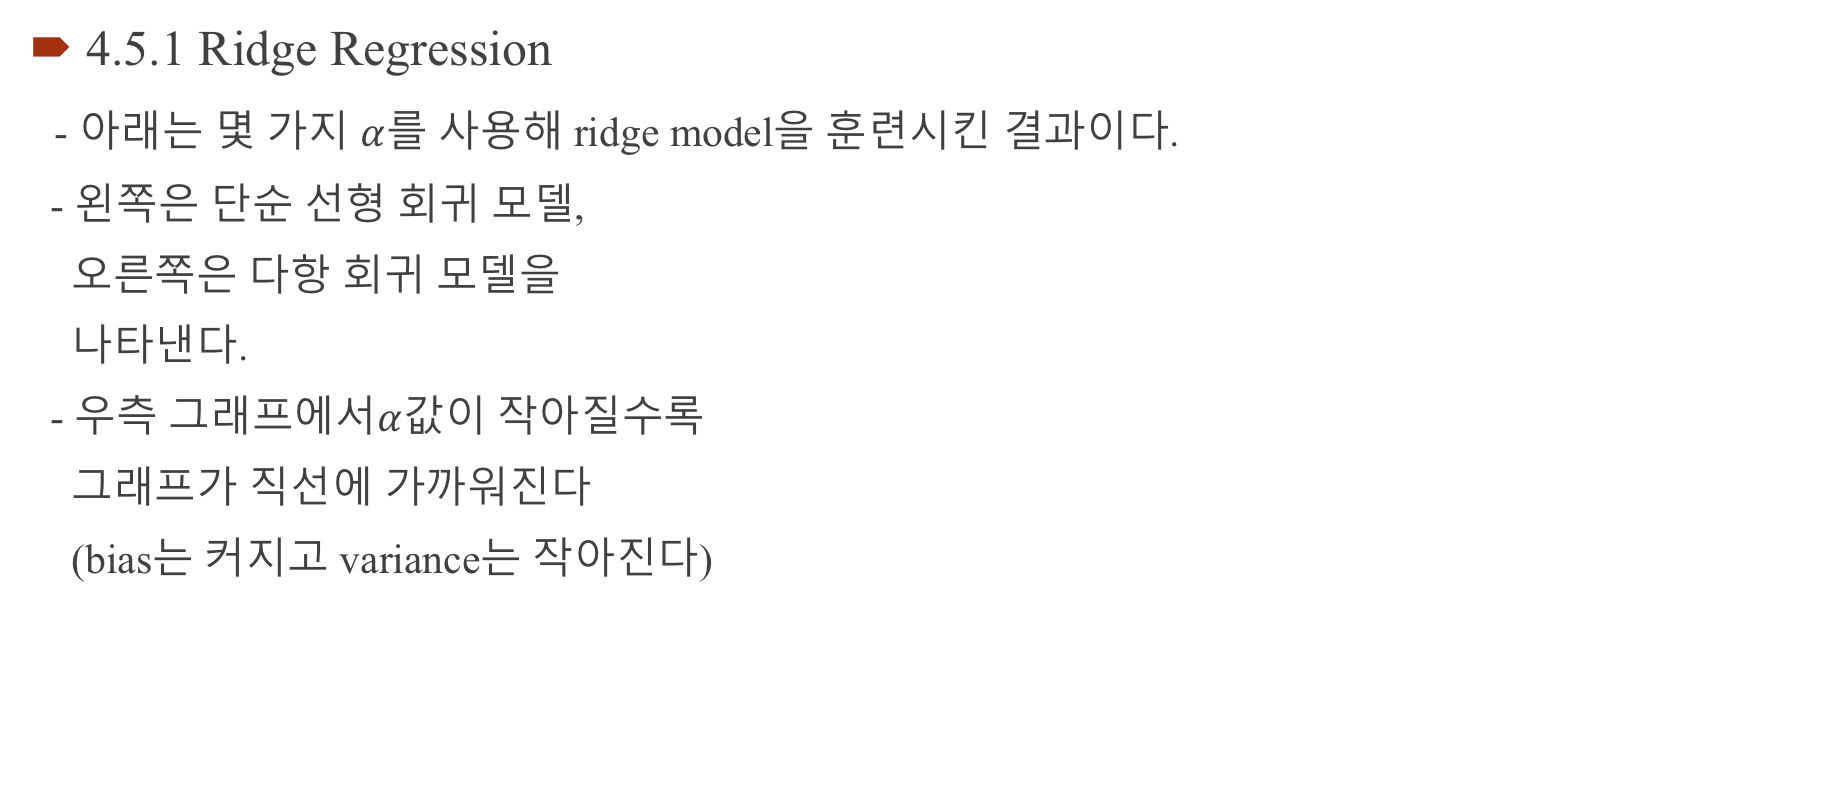 4.5.1 Ridge Regression
- 아래는 몇 가지 𝛼를 사용해 ridge model을 훈련시킨 결과이다.
- 왼쪽은 단순 선형 회귀 모델,
오른쪽은 다항 회귀 모델을
나타낸다.
- 우측 그래프에서𝛼값이 작아질수록
그래프가 직선에 가까워진다
(bias는 커지고 variance는 작아진다)